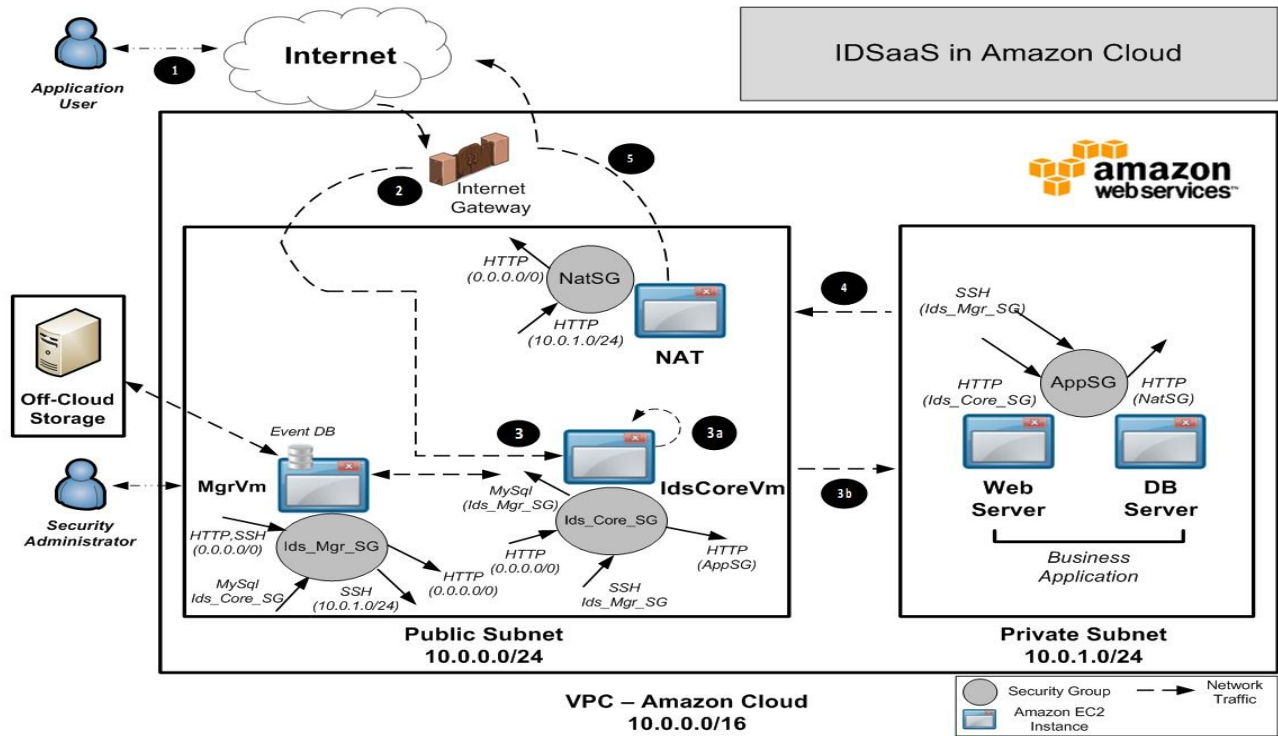 IDSaaS in Amazon Cloud
Internet
1
Application
User
5
2
Internet
Gateway
amazon
web services™
HTTP
(0.0.0.0/0)
NatSG
HTTP
(10.0.1.0/24)
NAT
4
SSH
(Ids_Mgr_SG)
AppSG
HTTP
(Ids_Core_SG)
HTTP
(NatSG)
Web
Server
DB
Server
Business
Application
Off-Cloud
Storage
Event DB
MgrVm
Security
Administrator
3
3a
IdsCoreVm
3b
MySql
(Ids_Mgr_SG)
Ids_Core_SG
HTTP
(0.0.0.0/0)
HTTP
(AppSG)
SSH
Ids_Mgr_SG
HTTP,SSH
(0.0.0.0/0)
Ids_Mgr_SG
MySql
Ids_Core_SG
SSH
(10.0.1.0/24)
HTTP
(0.0.0.0/0)
Public Subnet
10.0.0.0/24
Private Subnet
10.0.1.0/24
VPC – Amazon Cloud
10.0.0.0/16
Security Group
Network
Traffic
Amazon EC2
Instance